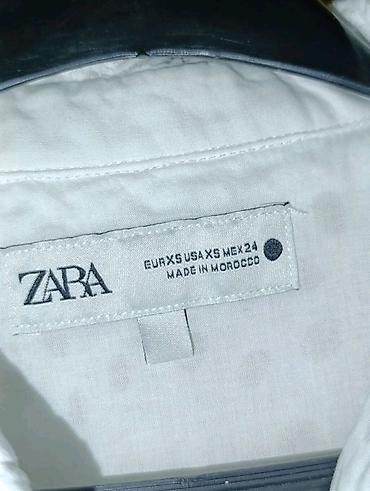 ZARA
EUR XS USA XS MEX 24
MADE IN MOROCCO